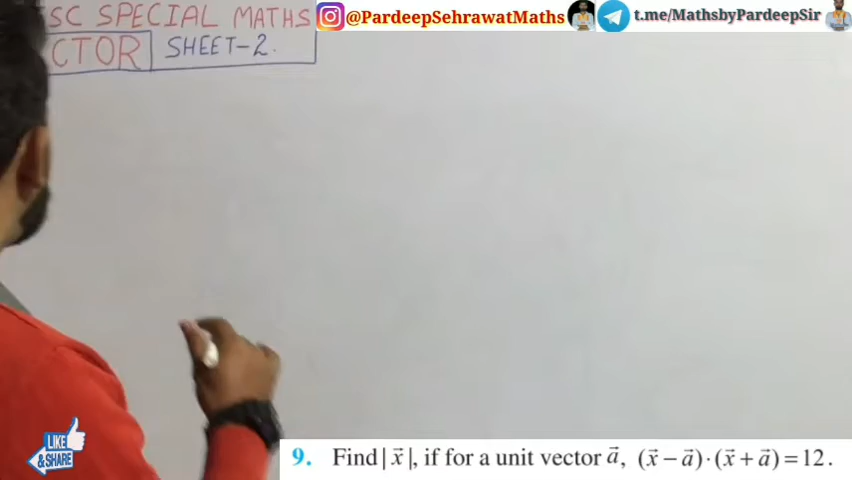 SC SPECIAL MATHS
CTOR SHEET-2.
@PardeepSehrawatMaths t.me/MathsbyPardeepSir
LIKE
& SHARE
9. Find |x⃗|, if for a unit vector a⃗, (x⃗ − a⃗)·(x⃗ + a⃗) = 12.